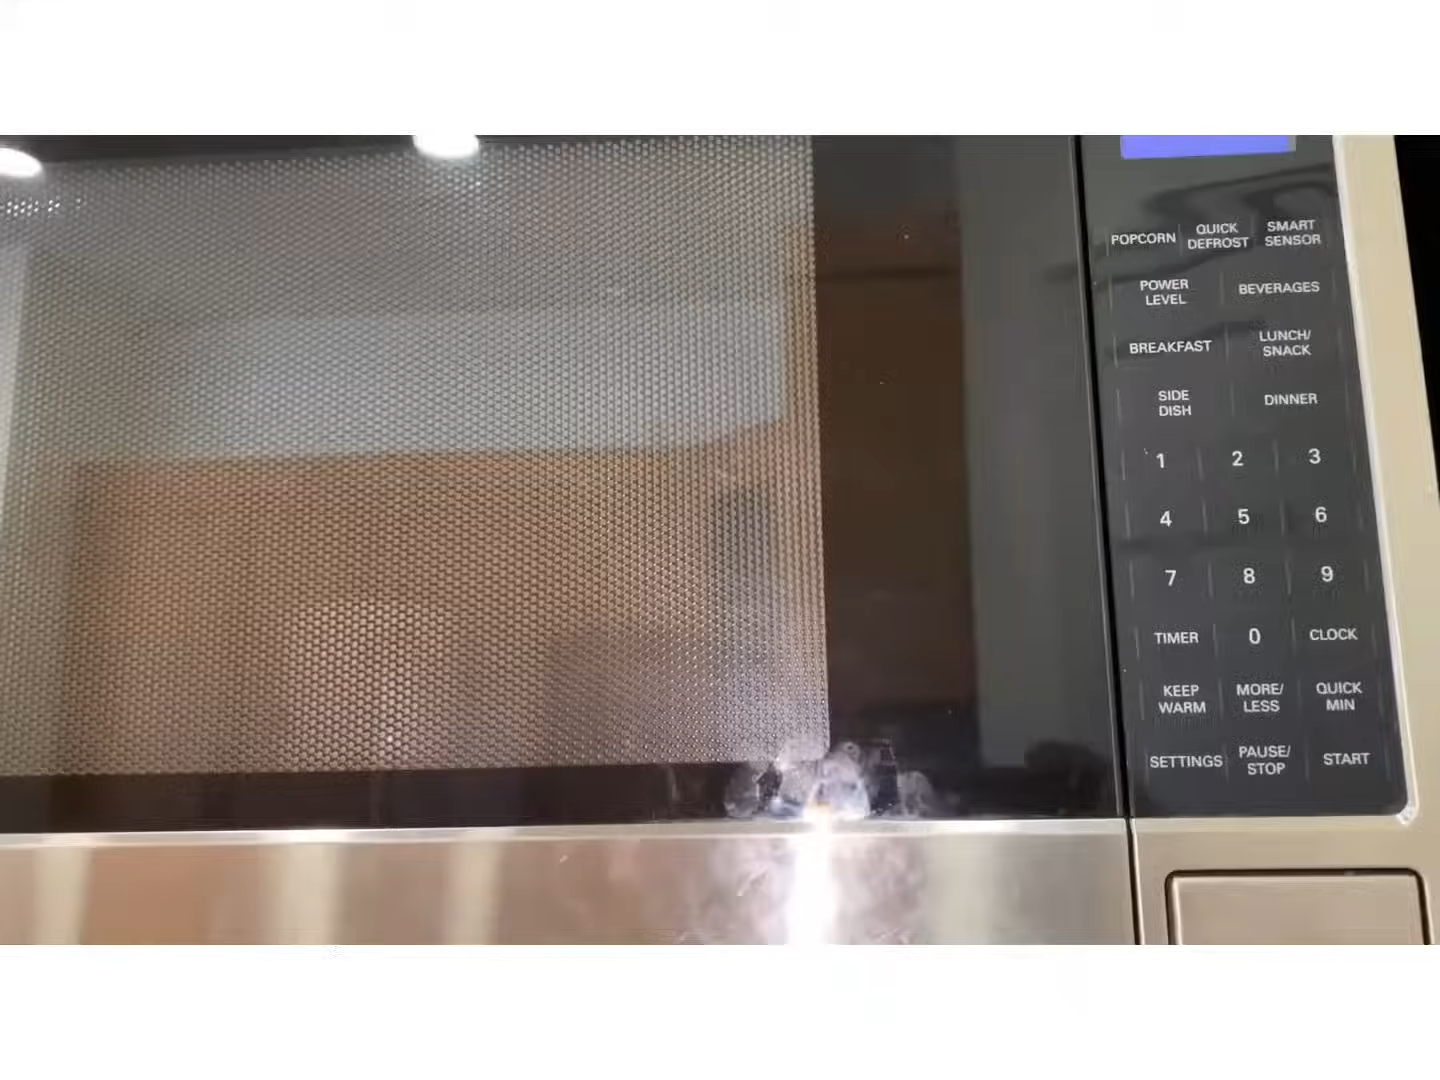 POPCORN
QUICK
DEFROST
SMART
SENSOR
POWER
LEVEL
BEVERAGES
BREAKFAST
LUNCH/
SNACK
SIDE
DISH
DINNER
1 2 3
4 5 6
7 8 9
TIMER 0 CLOCK
KEEP
WARM
MORE/
LESS
QUICK
MIN
SETTINGS
PAUSE/
STOP
START